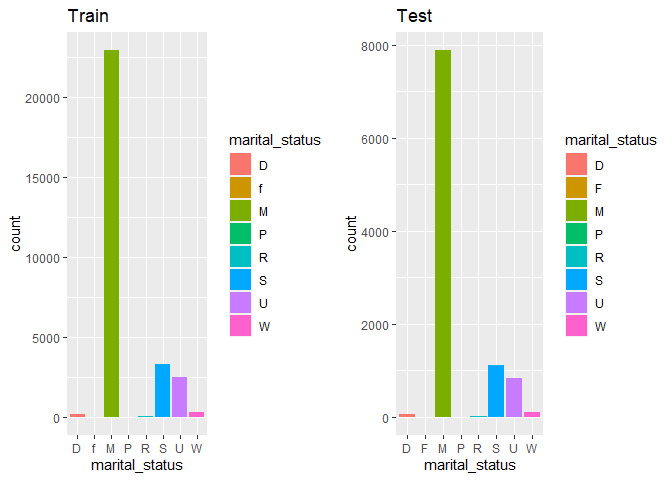 Train
count
20000
15000
10000
5000
0
D f M P R S U W
marital_status
marital_status
D
f
M
P
R
S
U
W
Test
count
8000
6000
4000
2000
0
D F M P R S U W
marital_status
marital_status
D
F
M
P
R
S
U
W